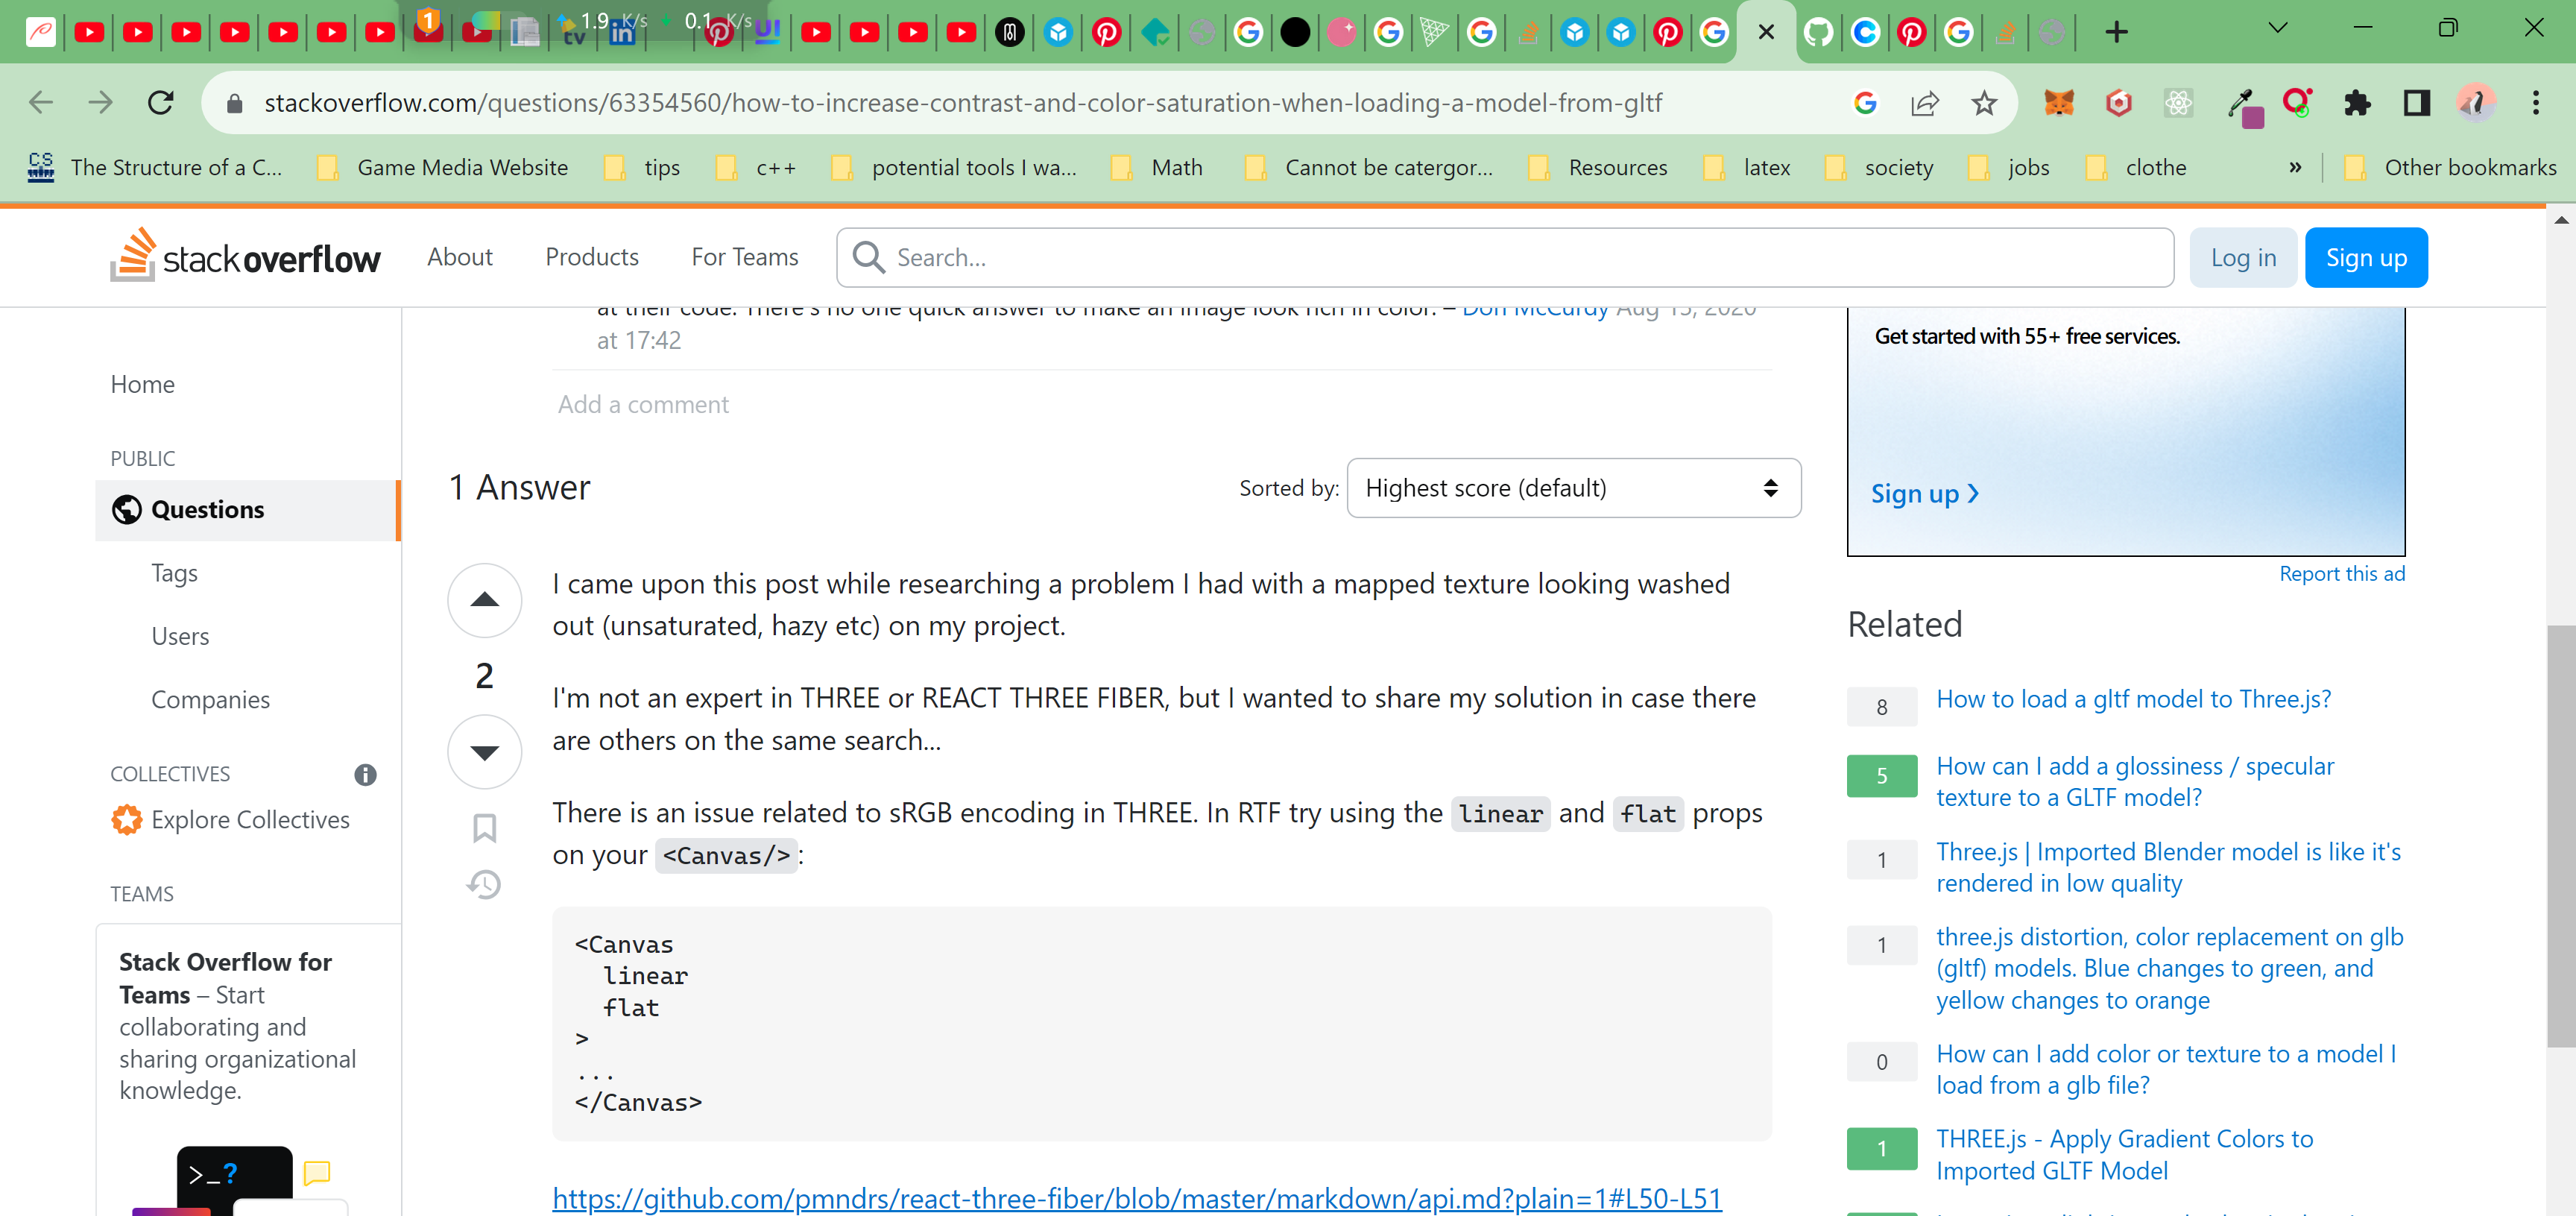 1 1.9 K/s 0.1 K/s
stackoverflow.com/questions/63354560/how-to-increase-contrast-and-color-saturation-when-loading-a-model-from-gltf
The Structure of a C... Game Media Website tips c++ potential tools I wa... Math Cannot be catergor... Resources latex society jobs clothe » Other bookmarks
stackoverflow About Products For Teams Search... Log in Sign up
at their code. There's no one quick answer to make an image look rich in color. – Don McCurdy Aug 13, 2020
at 17:42
Add a comment
Home
PUBLIC
Questions
Tags
Users
Companies
COLLECTIVES
Explore Collectives
TEAMS
Stack Overflow for
Teams – Start
collaborating and
sharing organizational
knowledge.
>_?
1 Answer
Sorted by: Highest score (default)
2
I came upon this post while researching a problem I had with a mapped texture looking washed
out (unsaturated, hazy etc) on my project.
I'm not an expert in THREE or REACT THREE FIBER, but I wanted to share my solution in case there
are others on the same search...
There is an issue related to sRGB encoding in THREE. In RTF try using the linear and flat props
on your <Canvas/> :
<Canvas
linear
flat
>
...
</Canvas>
https://github.com/pmndrs/react-three-fiber/blob/master/markdown/api.md?plain=1#L50-L51
Get started with 55+ free services.
Sign up ❯
Report this ad
Related
8 How to load a gltf model to Three.js?
5 How can I add a glossiness / specular
texture to a GLTF model?
1 Three.js | Imported Blender model is like it's
rendered in low quality
1 three.js distortion, color replacement on glb
(gltf) models. Blue changes to green, and
yellow changes to orange
0 How can I add color or texture to a model I
load from a glb file?
1 THREE.js - Apply Gradient Colors to
Imported GLTF Model